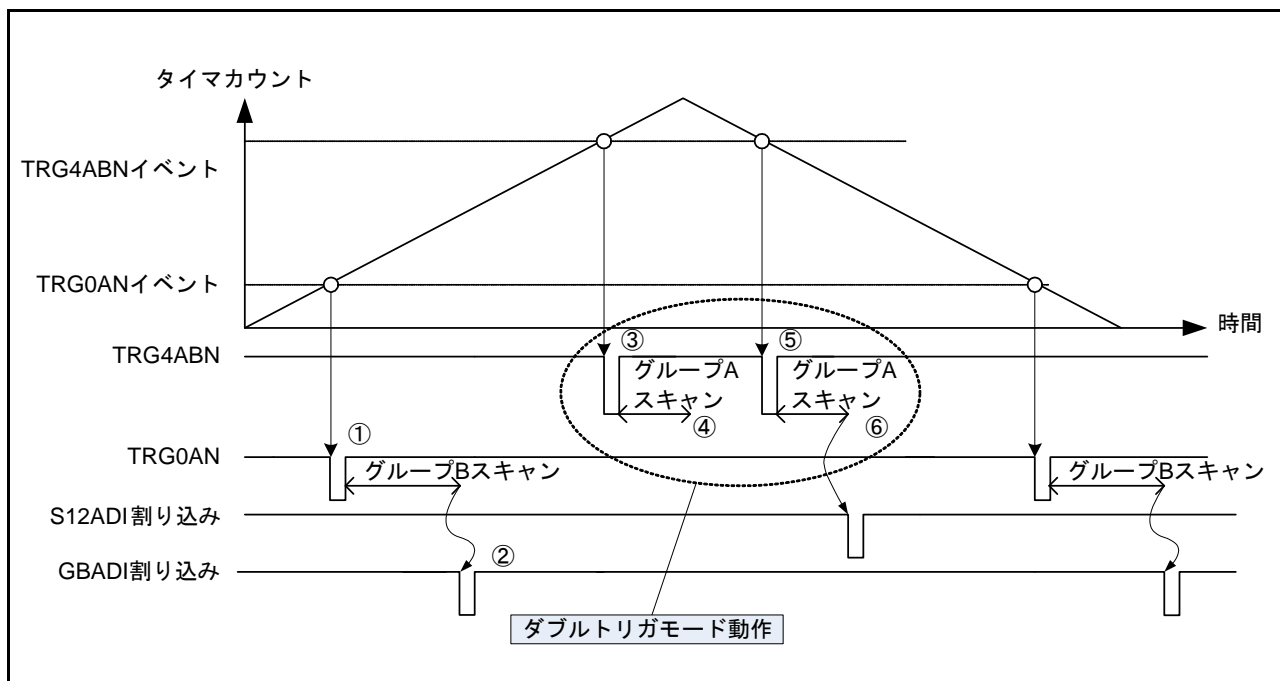 タイマカウント
TRG4ABNイベント
TRG0ANイベント
時間
TRG4ABN
③
⑤
グループA
スキャン
グループA
スキャン
④
⑥
①
TRG0AN
グループBスキャン
グループBスキャン
S12ADI割り込み
②
GBADI割り込み
ダブルトリガモード動作